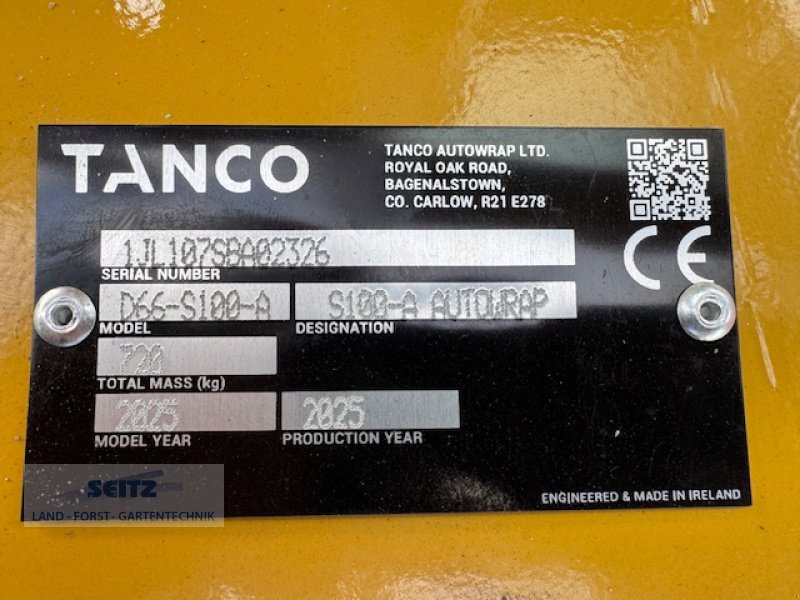 TANCO
TANCO AUTOWRAP LTD.
ROYAL OAK ROAD,
BAGENALSTOWN,
CO. CARLOW, R21 E278
CE
1JL107SBA02326
SERIAL NUMBER
D66-S100-A
MODEL
S100-A AUTOWRAP
DESIGNATION
720
TOTAL MASS (kg)
2025
MODEL YEAR
2025
PRODUCTION YEAR
ENGINEERED & MADE IN IRELAND
SEITZ
LAND - FORST - GARTENTECHNIK